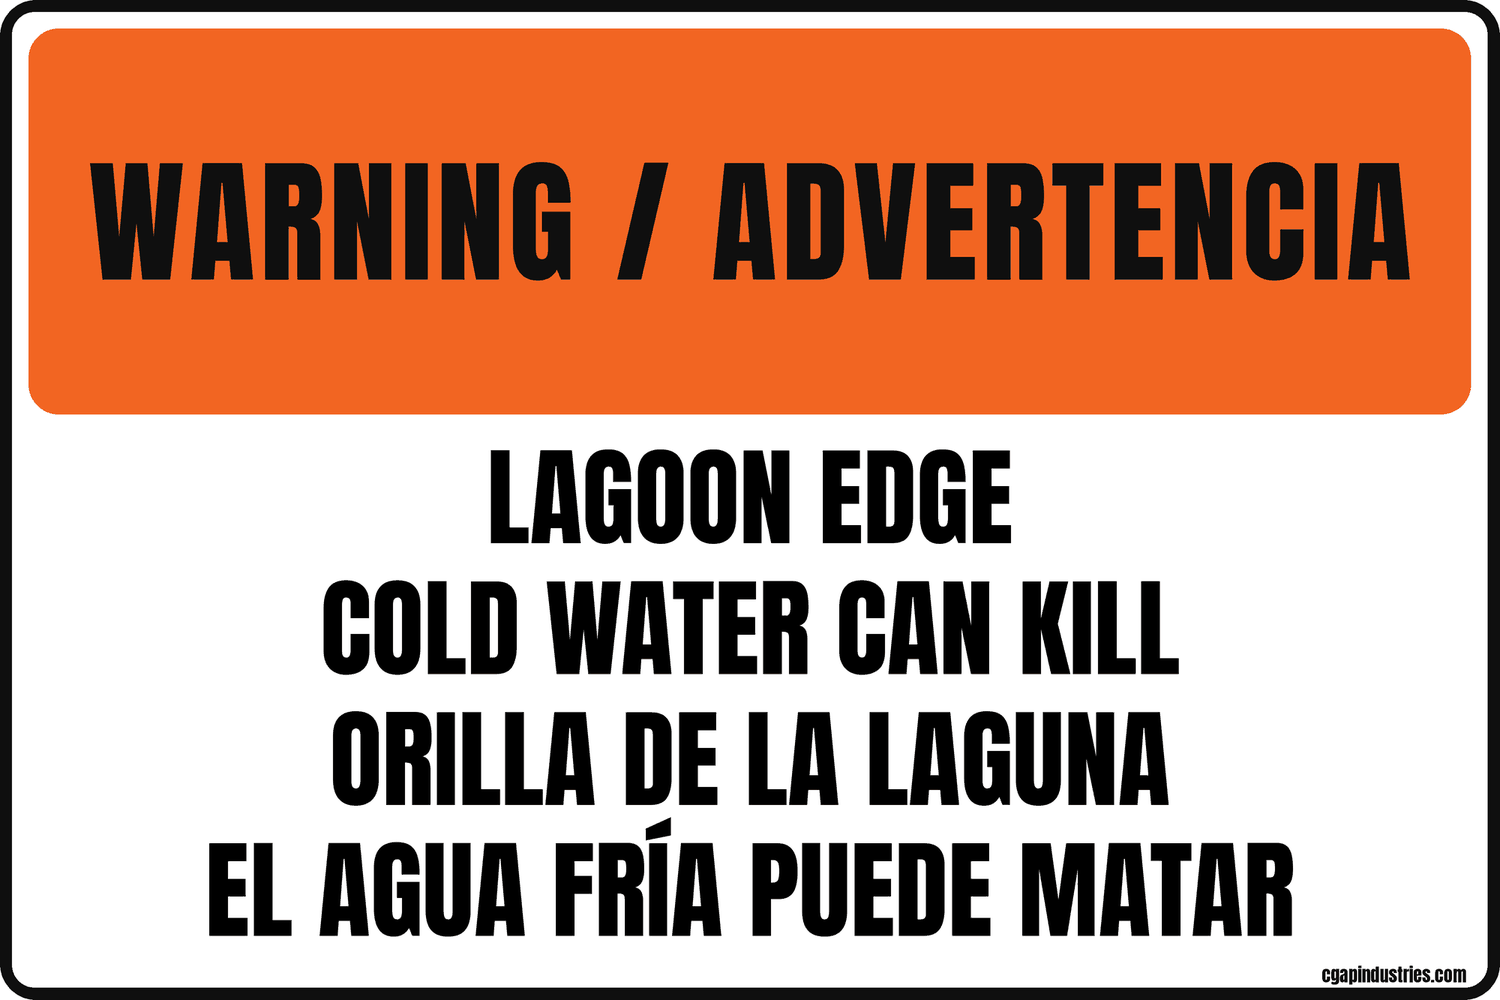 WARNING / ADVERTENCIA
LAGOON EDGE
COLD WATER CAN KILL
ORILLA DE LA LAGUNA
EL AGUA FRÍA PUEDE MATAR
cgapindustries.com